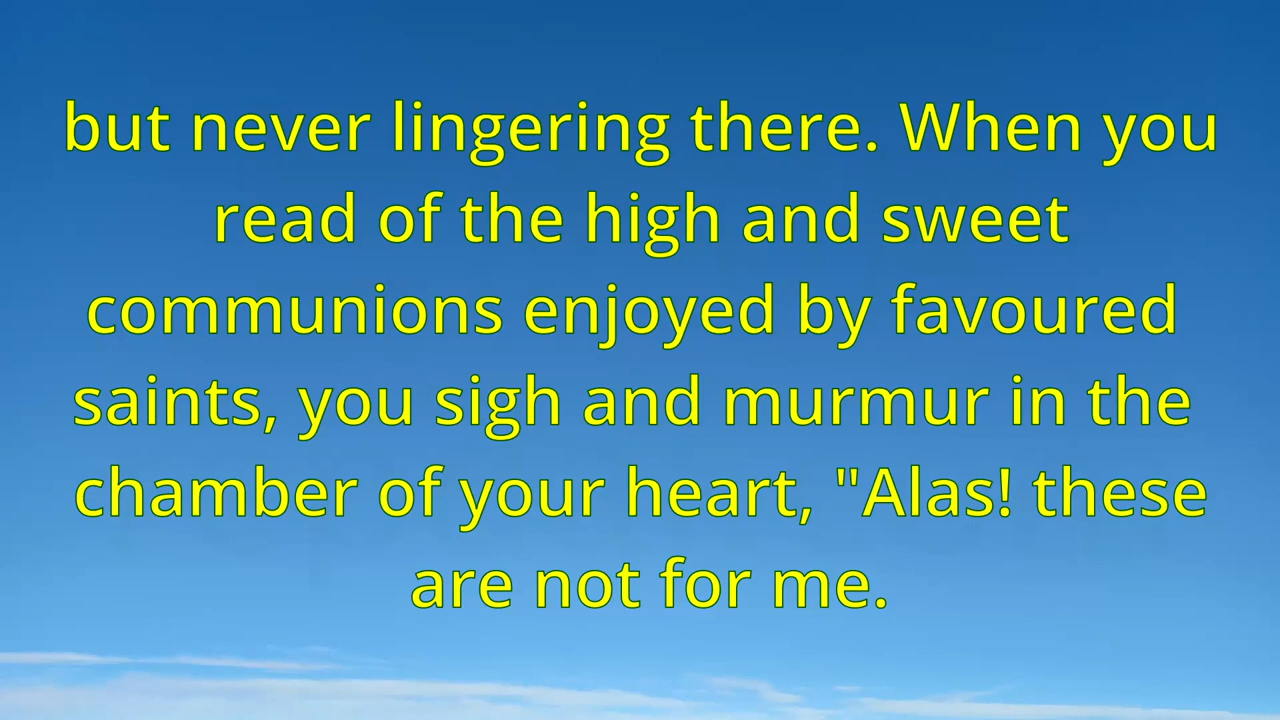 but never lingering there. When you
read of the high and sweet
communions enjoyed by favoured
saints, you sigh and murmur in the
chamber of your heart, "Alas! these
are not for me.